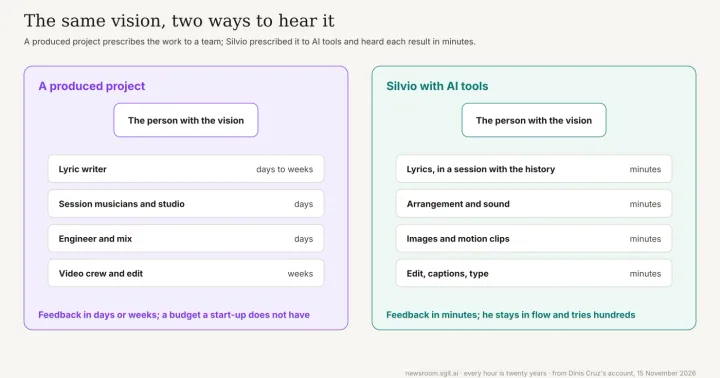 The same vision, two ways to hear it
A produced project prescribes the work to a team; Silvio prescribed it to AI tools and heard each result in minutes.
A produced project
The person with the vision
Lyric writer days to weeks
Session musicians and studio days
Engineer and mix days
Video crew and edit weeks
Feedback in days or weeks; a budget a start-up does not have
Silvio with AI tools
The person with the vision
Lyrics, in a session with the history minutes
Arrangement and sound minutes
Images and motion clips minutes
Edit, captions, type minutes
Feedback in minutes; he stays in flow and tries hundreds
newsroom.sgil.ai · every hour is twenty years · from Dinis Cruz's account, 15 November 2026